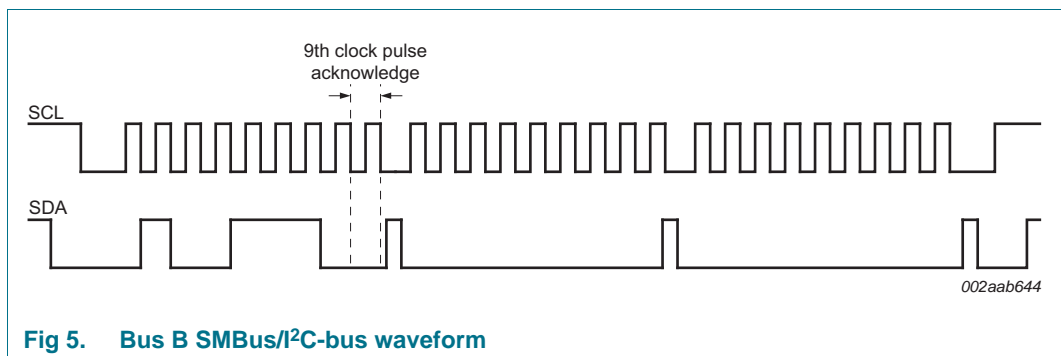 9th clock pulse
acknowledge
SCL
SDA
002aab644
Fig 5. Bus B SMBus/I²C-bus waveform